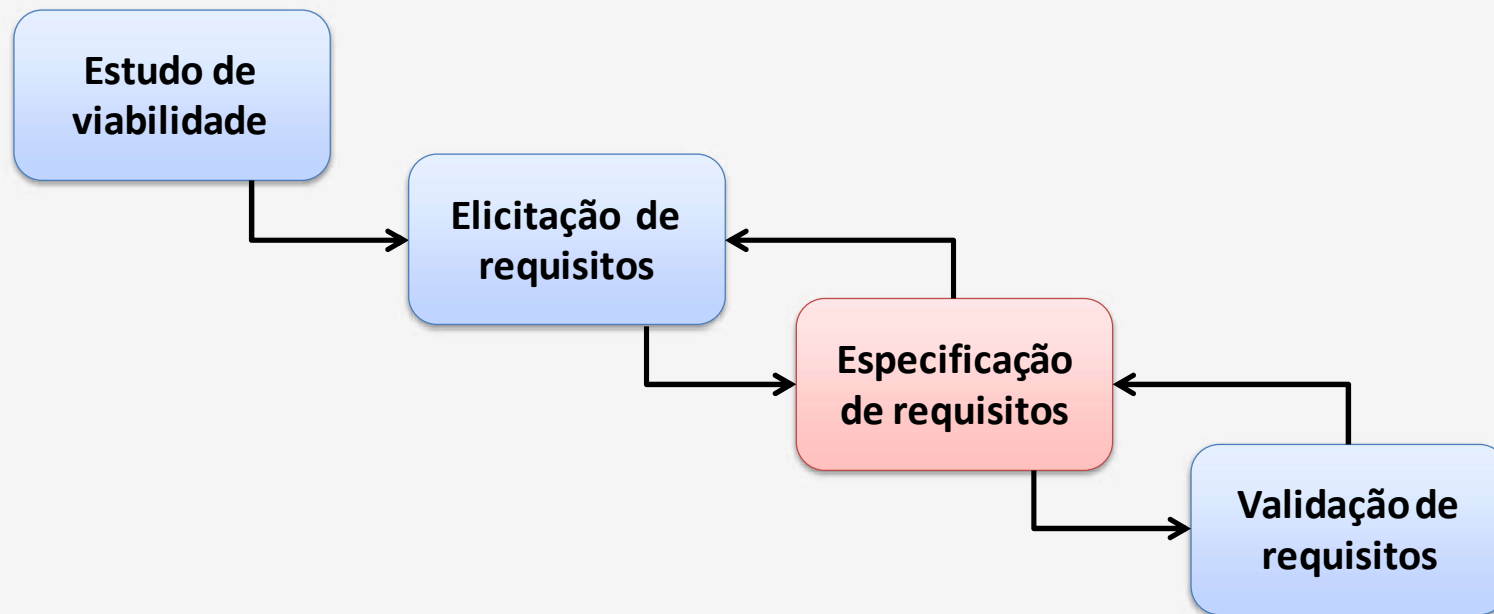 Estudo de
viabilidade
Elicitação de
requisitos
Especificação
de requisitos
Validação de
requisitos